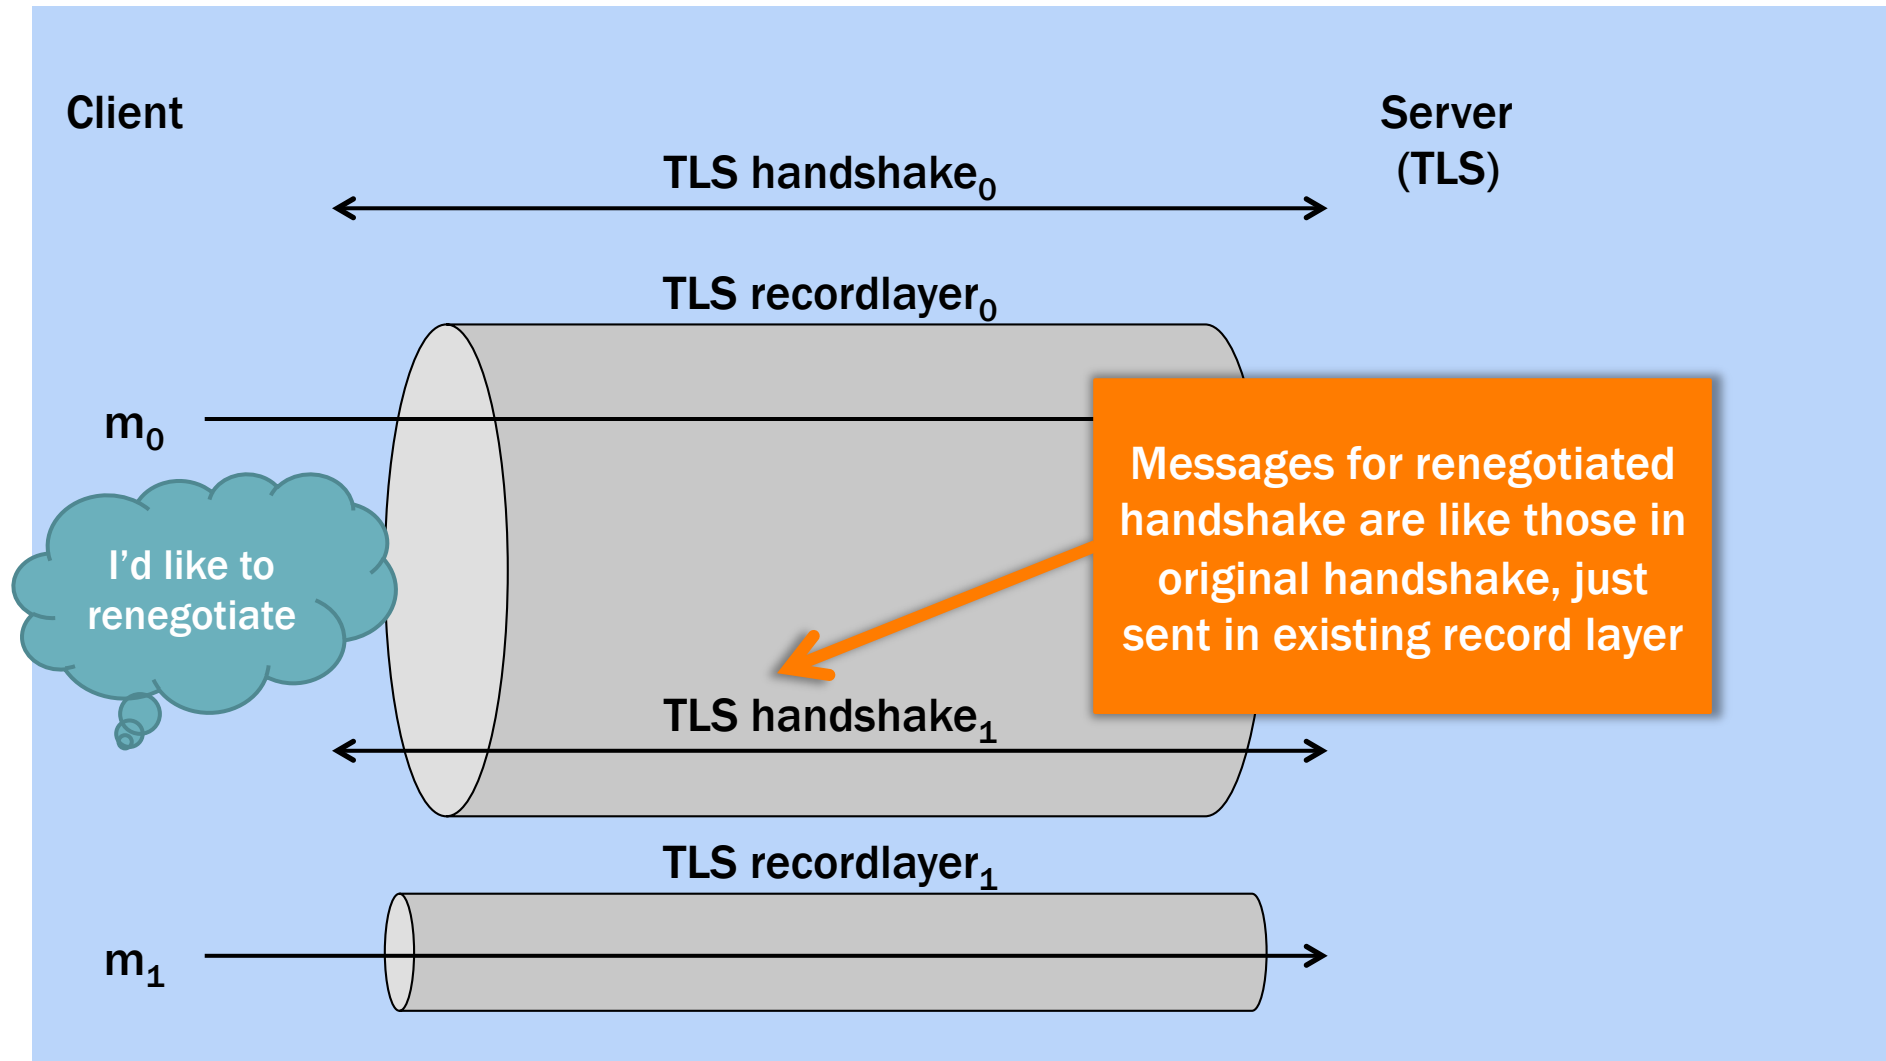 Client
Server
(TLS)
TLS handshake₀
TLS recordlayer₀
m₀
Messages for renegotiated
handshake are like those in
original handshake, just
sent in existing record layer
I’d like to
renegotiate
TLS handshake₁
TLS recordlayer₁
m₁